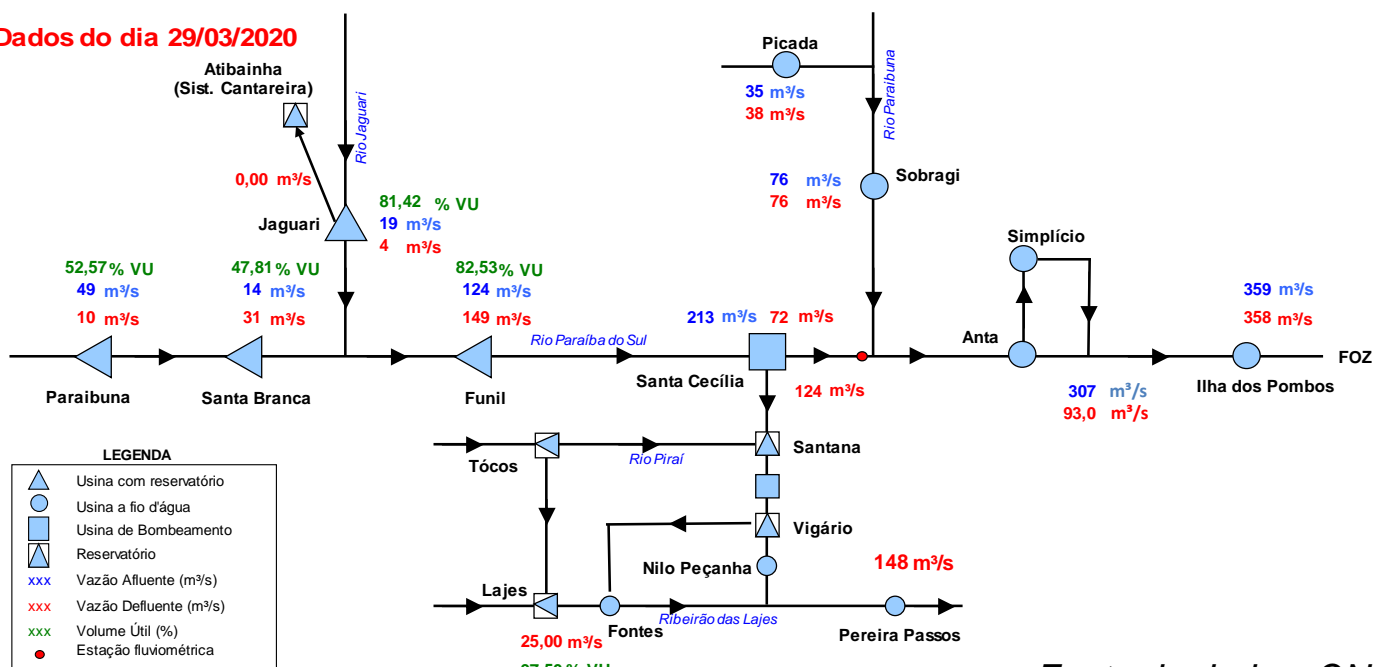 Dados do dia 29/03/2020
Atibainha
(Sist. Cantareira)
Rio Jaguari
0,00 m³/s
Jaguari
81,42 % VU
19 m³/s
4 m³/s
Picada
35 m³/s
38 m³/s
Rio Paraibuna
Sobragi
76 m³/s
76 m³/s
52,57 % VU
49 m³/s
10 m³/s
Paraibuna
47,81 % VU
14 m³/s
31 m³/s
Santa Branca
82,53 % VU
124 m³/s
149 m³/s
Funil
Rio Paraíba do Sul
213 m³/s 72 m³/s
Santa Cecília
124 m³/s
Simplício
Anta
307 m³/s
93,0 m³/s
359 m³/s
358 m³/s
Ilha dos Pombos
FOZ
Tócos
Rio Piraí
Santana
Vigário
Nilo Peçanha
148 m³/s
Lajes
Fontes
Ribeirão das Lajes
Pereira Passos
25,00 m³/s
LEGENDA
Usina com reservatório
Usina a fio d'água
Usina de Bombeamento
Reservatório
xxx Vazão Afluente (m³/s)
xxx Vazão Defluente (m³/s)
xxx Volume Útil (%)
Estação fluviométrica